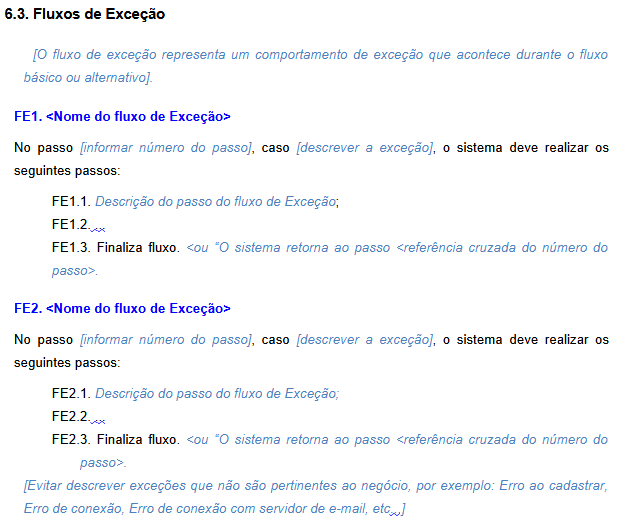 6.3. Fluxos de Exceção
[O fluxo de exceção representa um comportamento de exceção que acontece durante o fluxo
básico ou alternativo].
FE1. <Nome do fluxo de Exceção>
No passo [informar número do passo], caso [descrever a exceção], o sistema deve realizar os
seguintes passos:
FE1.1. Descrição do passo do fluxo de Exceção;
FE1.2...
FE1.3. Finaliza fluxo. <ou “O sistema retorna ao passo <referência cruzada do número do
passo>.
FE2. <Nome do fluxo de Exceção>
No passo [informar número do passo], caso [descrever a exceção], o sistema deve realizar os
seguintes passos:
FE2.1. Descrição do passo do fluxo de Exceção;
FE2.2...
FE2.3. Finaliza fluxo. <ou “O sistema retorna ao passo <referência cruzada do número do
passo>.
[Evitar descrever exceções que não são pertinentes ao negócio, por exemplo: Erro ao cadastrar,
Erro de conexão, Erro de conexão com servidor de e-mail, etc...]